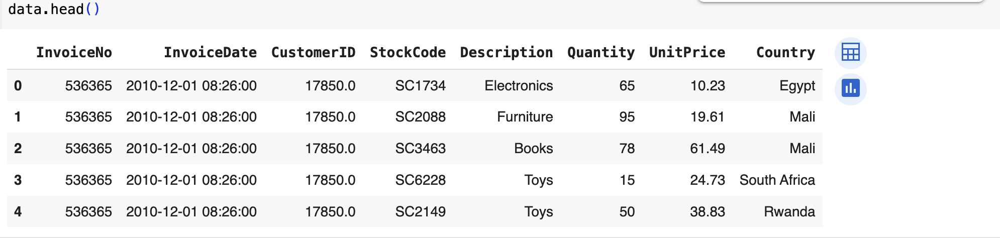 data.head()
InvoiceNo InvoiceDate CustomerID StockCode Description Quantity UnitPrice Country
0 536365 2010-12-01 08:26:00 17850.0 SC1734 Electronics 65 10.23 Egypt
1 536365 2010-12-01 08:26:00 17850.0 SC2088 Furniture 95 19.61 Mali
2 536365 2010-12-01 08:26:00 17850.0 SC3463 Books 78 61.49 Mali
3 536365 2010-12-01 08:26:00 17850.0 SC6228 Toys 15 24.73 South Africa
4 536365 2010-12-01 08:26:00 17850.0 SC2149 Toys 50 38.83 Rwanda